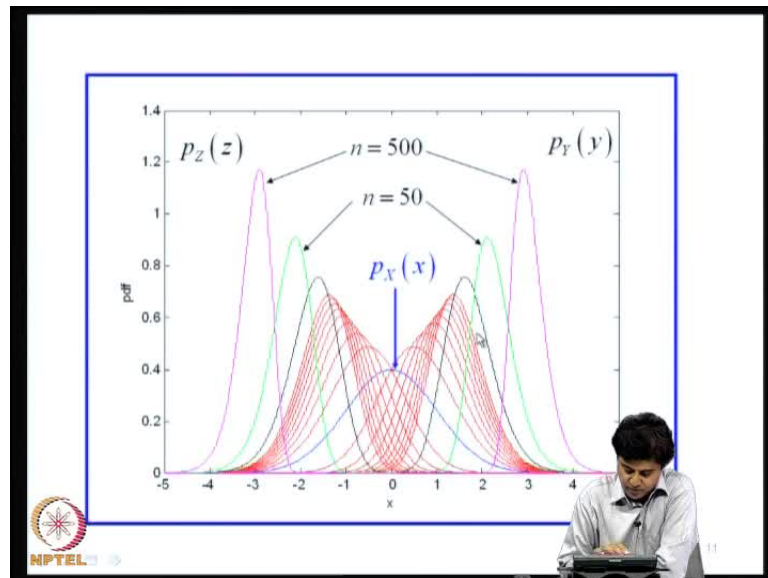 1.4
p_Z(z) n = 500 p_Y(y)
1.2
n = 50
1
p_X(x)
0.8
pdf
0.6
0.4
0.2
0
-5 -4 -3 -2 -1 0 1 2 3 4
x
NPTEL
11